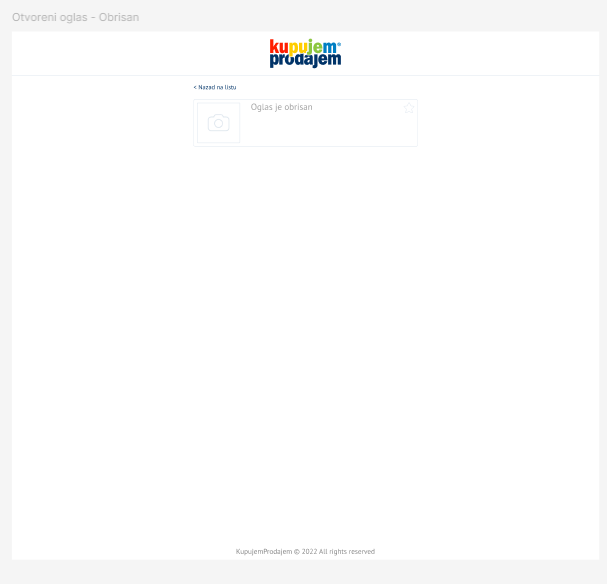 Otvoreni oglas - Obrisan
kupujem®
prodajem
< Nazad na listu
Oglas je obrisan
KupujemProdajem © 2022 All rights reserved